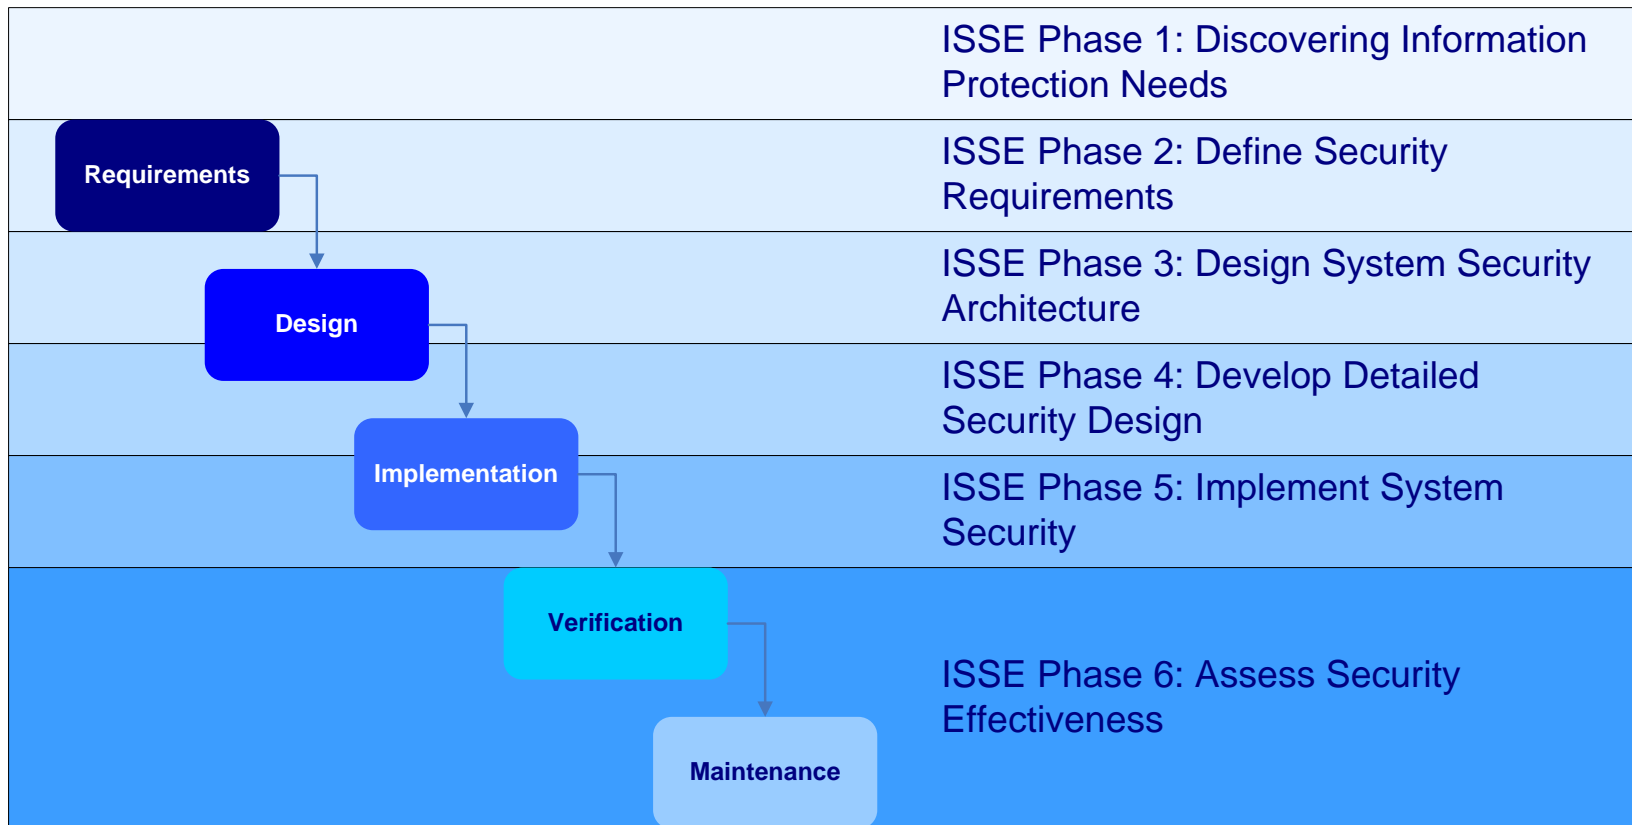 ISSE Phase 1: Discovering Information
Protection Needs
Requirements
ISSE Phase 2: Define Security
Requirements
Design
ISSE Phase 3: Design System Security
Architecture
ISSE Phase 4: Develop Detailed
Security Design
Implementation
ISSE Phase 5: Implement System
Security
Verification
ISSE Phase 6: Assess Security
Effectiveness
Maintenance